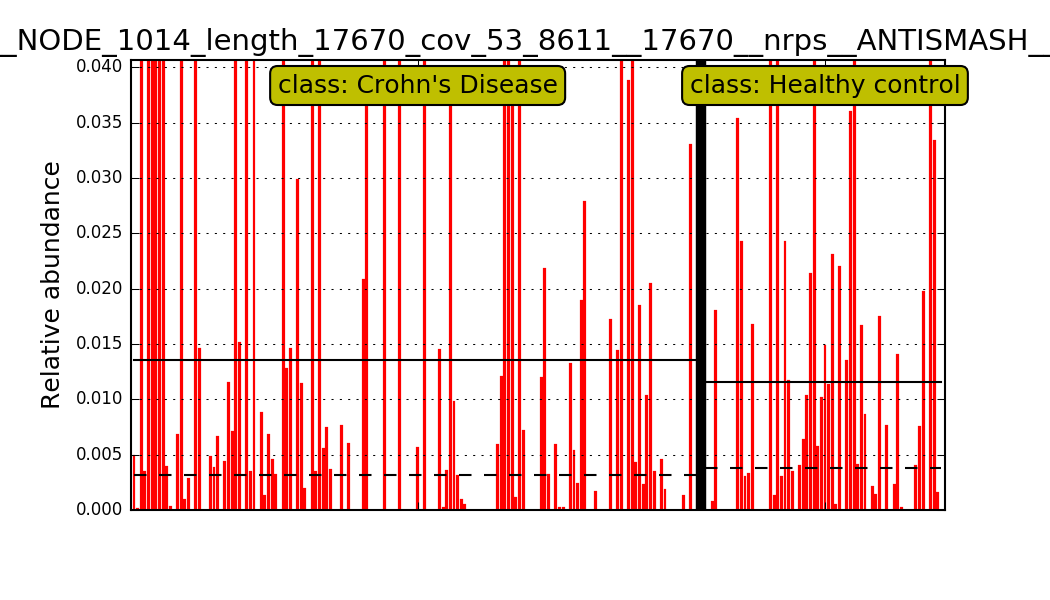 _NODE_1014_length_17670_cov_53_8611__17670__nrps__ANTISMASH__
class: Crohn's Disease
class: Healthy control
Relative abundance
0.040
0.035
0.030
0.025
0.020
0.015
0.010
0.005
0.000